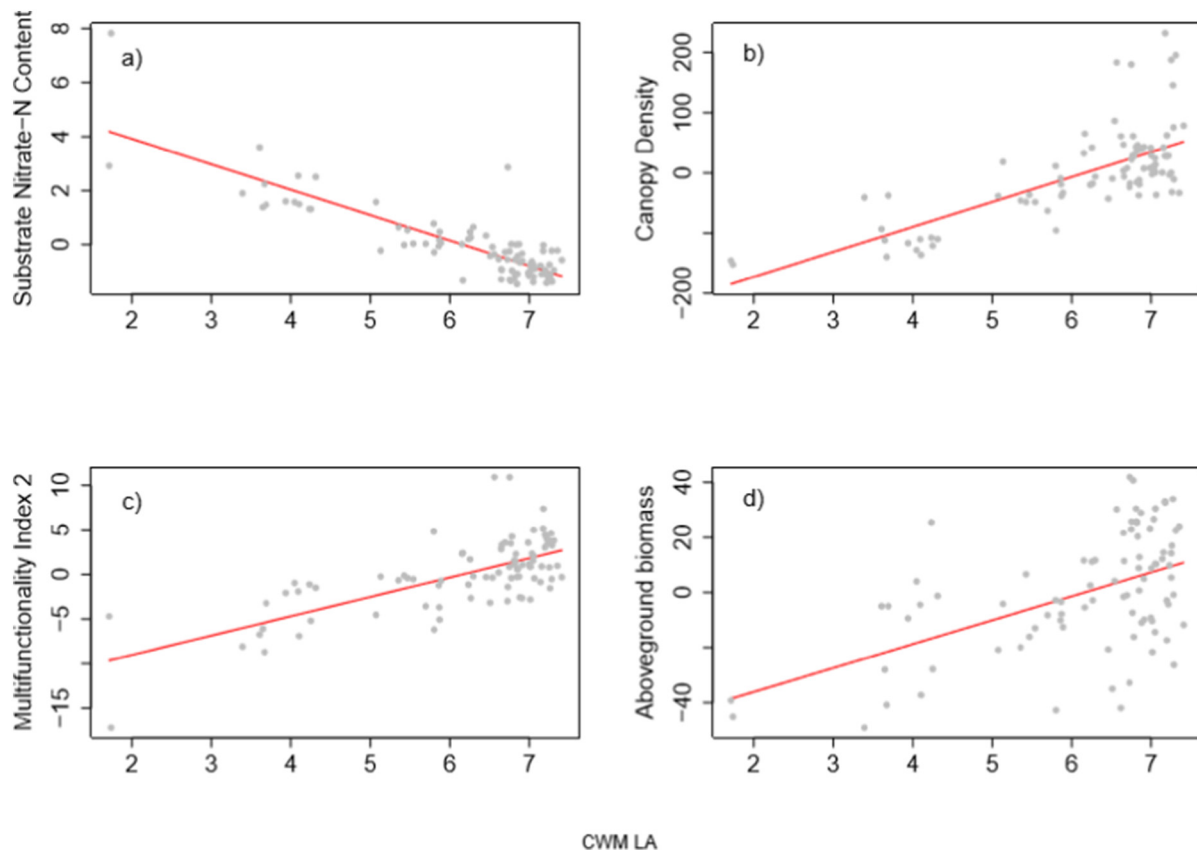 Substrate Nitrate−N Content
8
6
4
2
0
a)
2 3 4 5 6 7
Canopy Density
200
100
0
−200
b)
2 3 4 5 6 7
Multifunctionality Index 2
10
5
0
−5
−15
c)
2 3 4 5 6 7
Aboveground biomass
40
20
0
−40
d)
2 3 4 5 6 7
CWM LA